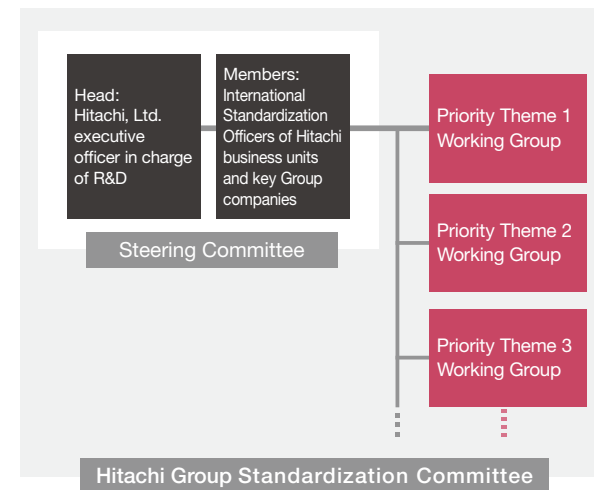 Head:
Hitachi, Ltd.
executive
officer in charge
of R&D
Members:
International
Standardization
Officers of Hitachi
business units
and key Group
companies
Steering Committee
Priority Theme 1
Working Group
Priority Theme 2
Working Group
Priority Theme 3
Working Group
Hitachi Group Standardization Committee